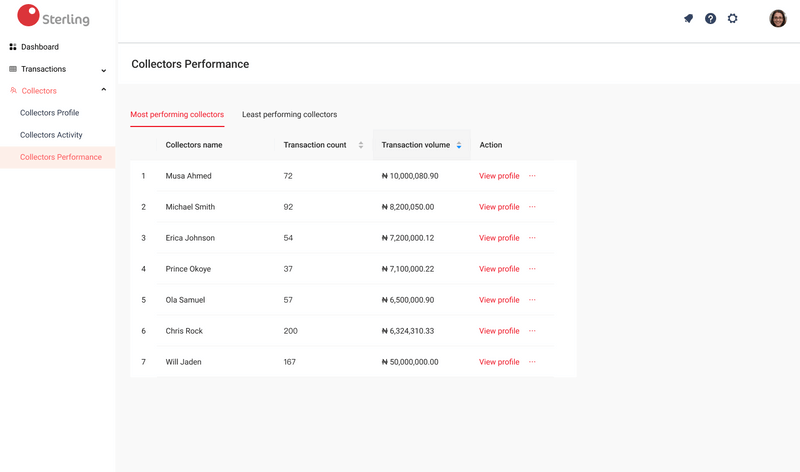 Sterling
Dashboard
Transactions
Collectors
Collectors Profile
Collectors Activity
Collectors Performance
Collectors Performance
Most performing collectors Least performing collectors
Collectors name Transaction count Transaction volume Action
1 Musa Ahmed 72 ₦ 10,000,080.90 View profile ...
2 Michael Smith 92 ₦ 8,200,050.00 View profile ...
3 Erica Johnson 54 ₦ 7,200,000.12 View profile ...
4 Prince Okoye 37 ₦ 7,100,000.22 View profile ...
5 Ola Samuel 57 ₦ 6,500,000.90 View profile ...
6 Chris Rock 200 ₦ 6,324,310.33 View profile ...
7 Will Jaden 167 ₦ 50,000,000.00 View profile ...